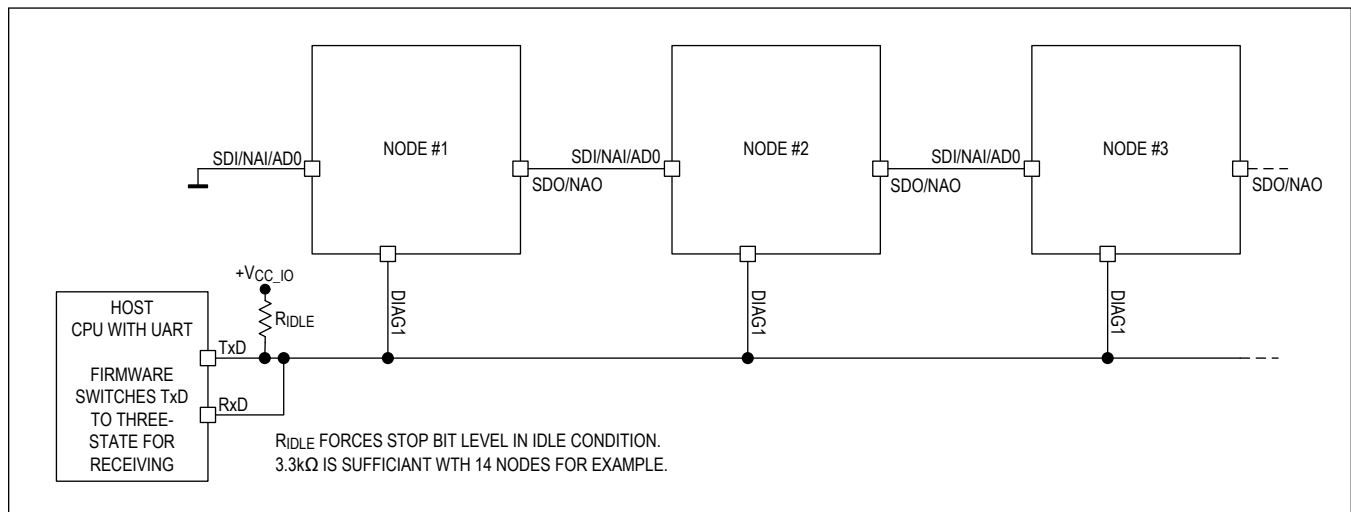 NODE #1
NODE #2
NODE #3
SDI/NAI/AD0
SDO/NAO
SDI/NAI/AD0
SDO/NAO
SDI/NAI/AD0
SDO/NAO
DIAG1
DIAG1
DIAG1
+VCC_IO
RIDLE
HOST
CPU WITH UART
FIRMWARE
SWITCHES TxD
TO THREE-
STATE FOR
RECEIVING
TxD
RxD
RIDLE FORCES STOP BIT LEVEL IN IDLE CONDITION.
3.3kΩ IS SUFFICIANT WTH 14 NODES FOR EXAMPLE.